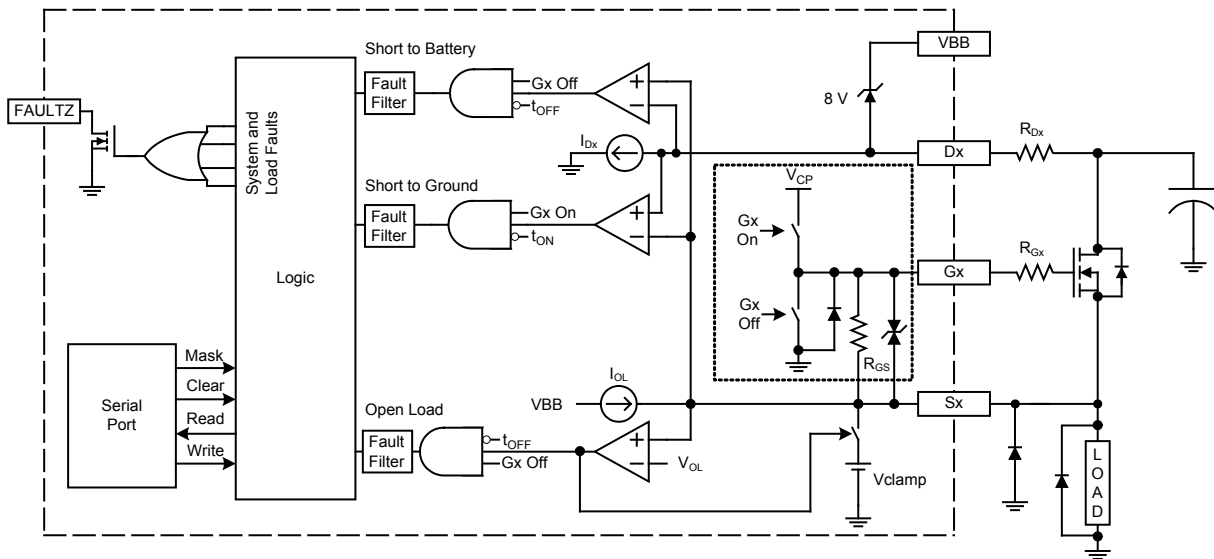 VBB
Short to Battery
Fault
Filter
Gx Off
tOFF
8 V
FAULTZ
System and
Load Faults
IDx
Dx
RDx
Short to Ground
Fault
Filter
Gx On
tON
VCP
Gx
On
Gx
RGx
Logic
Gx
Off
RGS
Mask
Clear
Read
Write
Serial
Port
IOL
VBB
Sx
Open Load
Fault
Filter
tOFF
Gx Off
VOL
Vclamp
LOAD